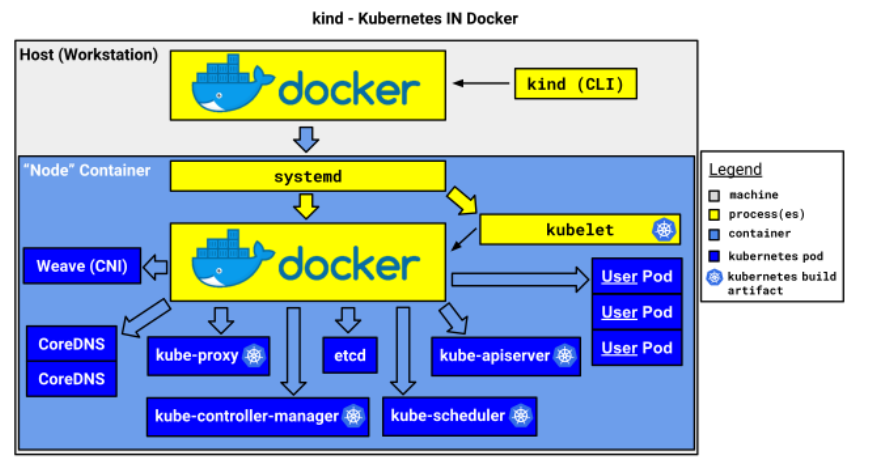 kind - Kubernetes IN Docker
Host (Workstation)
docker
kind (CLI)
“Node” Container
systemd
kubelet
docker
Weave (CNI)
User Pod
User Pod
User Pod
CoreDNS
CoreDNS
kube-proxy
etcd
kube-apiserver
kube-controller-manager
kube-scheduler
Legend
machine
process(es)
container
kubernetes pod
kubernetes build
artifact